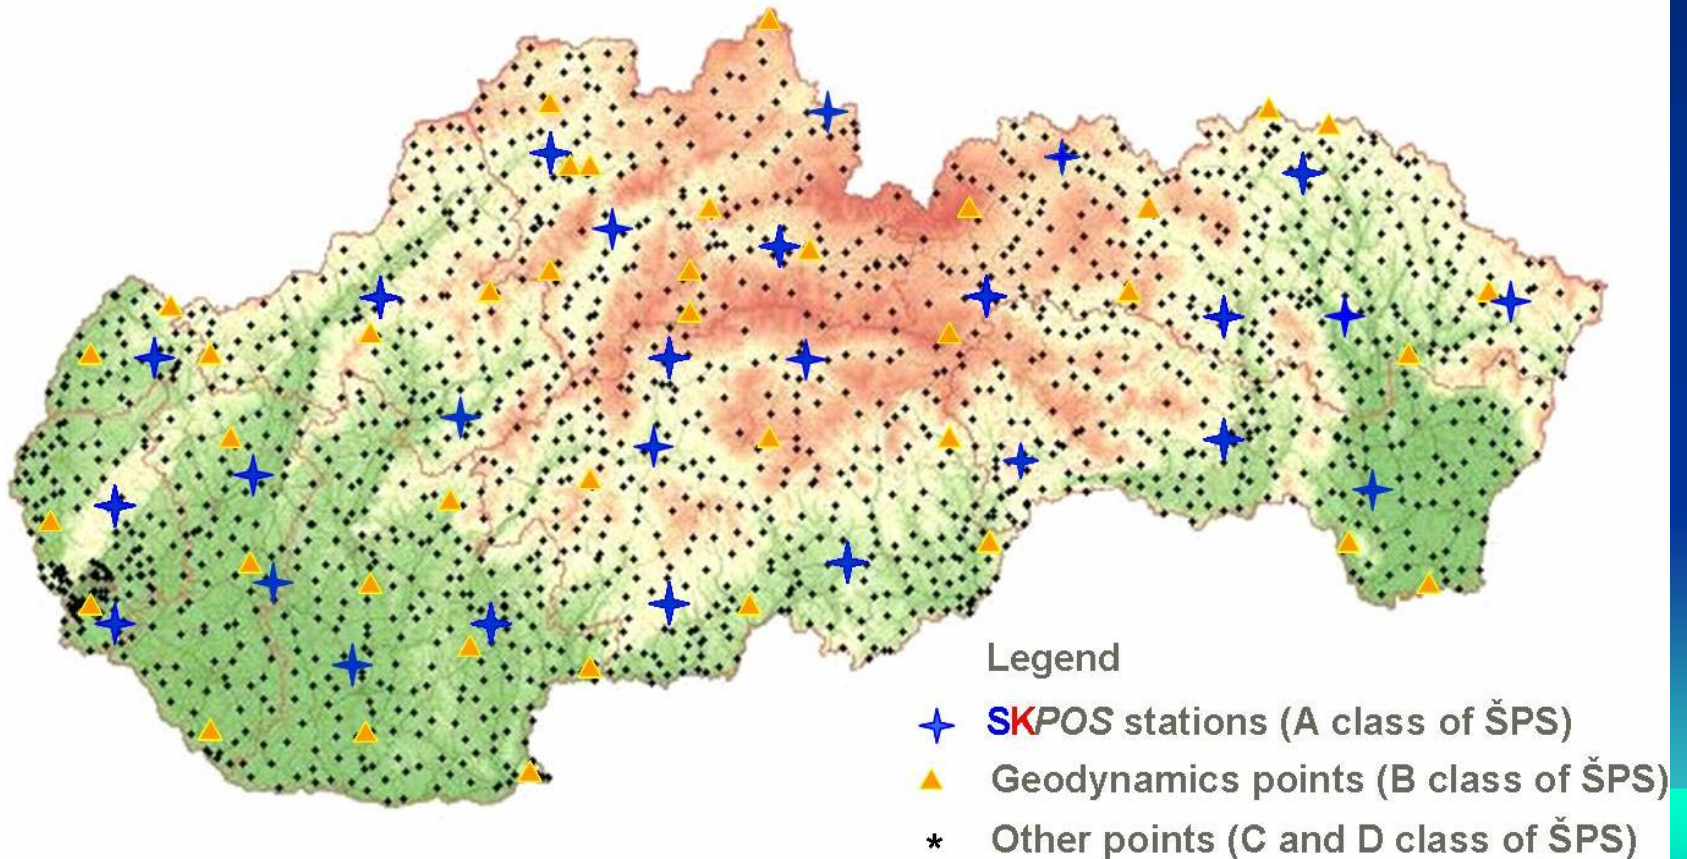 Legend
SKPOS stations (A class of ŠPS)
Geodynamics points (B class of ŠPS)
Other points (C and D class of ŠPS)